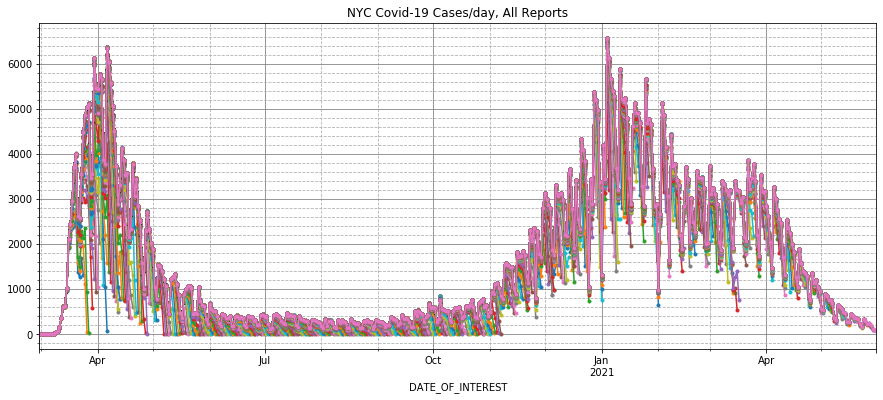 NYC Covid-19 Cases/day, All Reports
6000
5000
4000
3000
2000
1000
0
Apr
Jul
Oct
Jan
2021
Apr
DATE_OF_INTEREST